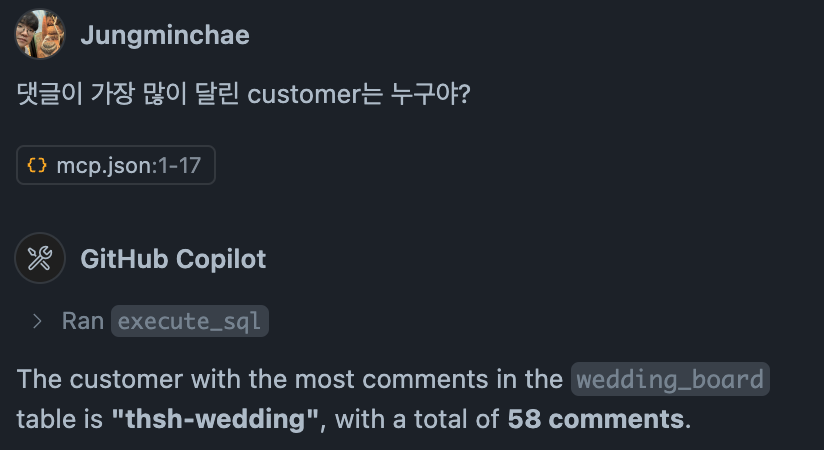 Jungminchae
댓글이 가장 많이 달린 customer는 누구야?
{} mcp.json:1-17
GitHub Copilot
> Ran execute_sql
The customer with the most comments in the wedding_board
table is "thsh-wedding", with a total of 58 comments.